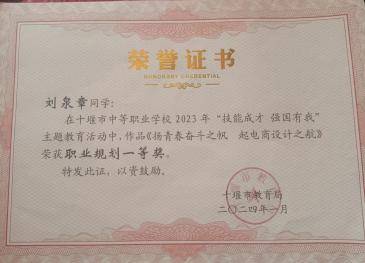 荣誉证书
HONORARY CREDENTIAL
刘泉章同学:
在十堰市中等职业学校2023年“技能成才 强国有我”
主题教育活动中,作品《扬青春奋斗之帆 起电商设计之航》
荣获职业规划一等奖。
特发此证,以资鼓励。
十堰市教育局
二〇二四年一月